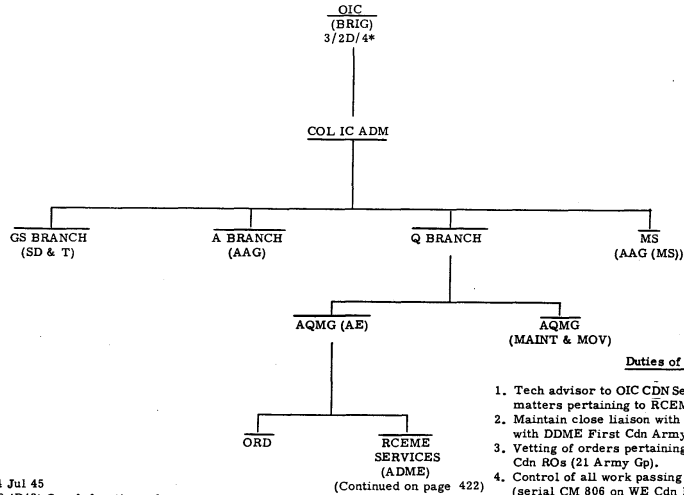 OIC
(BRIG)
3/2D/4*
COL IC ADM
GS BRANCH
(SD & T)
A BRANCH
(AAG)
Q BRANCH
MS
(AAG (MS))
AQMG (AE)
AQMG
(MAINT & MOV)
ORD
RCEME
SERVICES
(ADME)
(Continued on page 422)
Duties of
1. Tech advisor to OIC CDN Se
matters pertaining to RCEM
2. Maintain close liaison with
with DDME First Cdn Army
3. Vetting of orders pertaining
Cdn ROs (21 Army Gp).
4. Control of all work passing
(serial CM 806 on WE Cdn
Jul 45